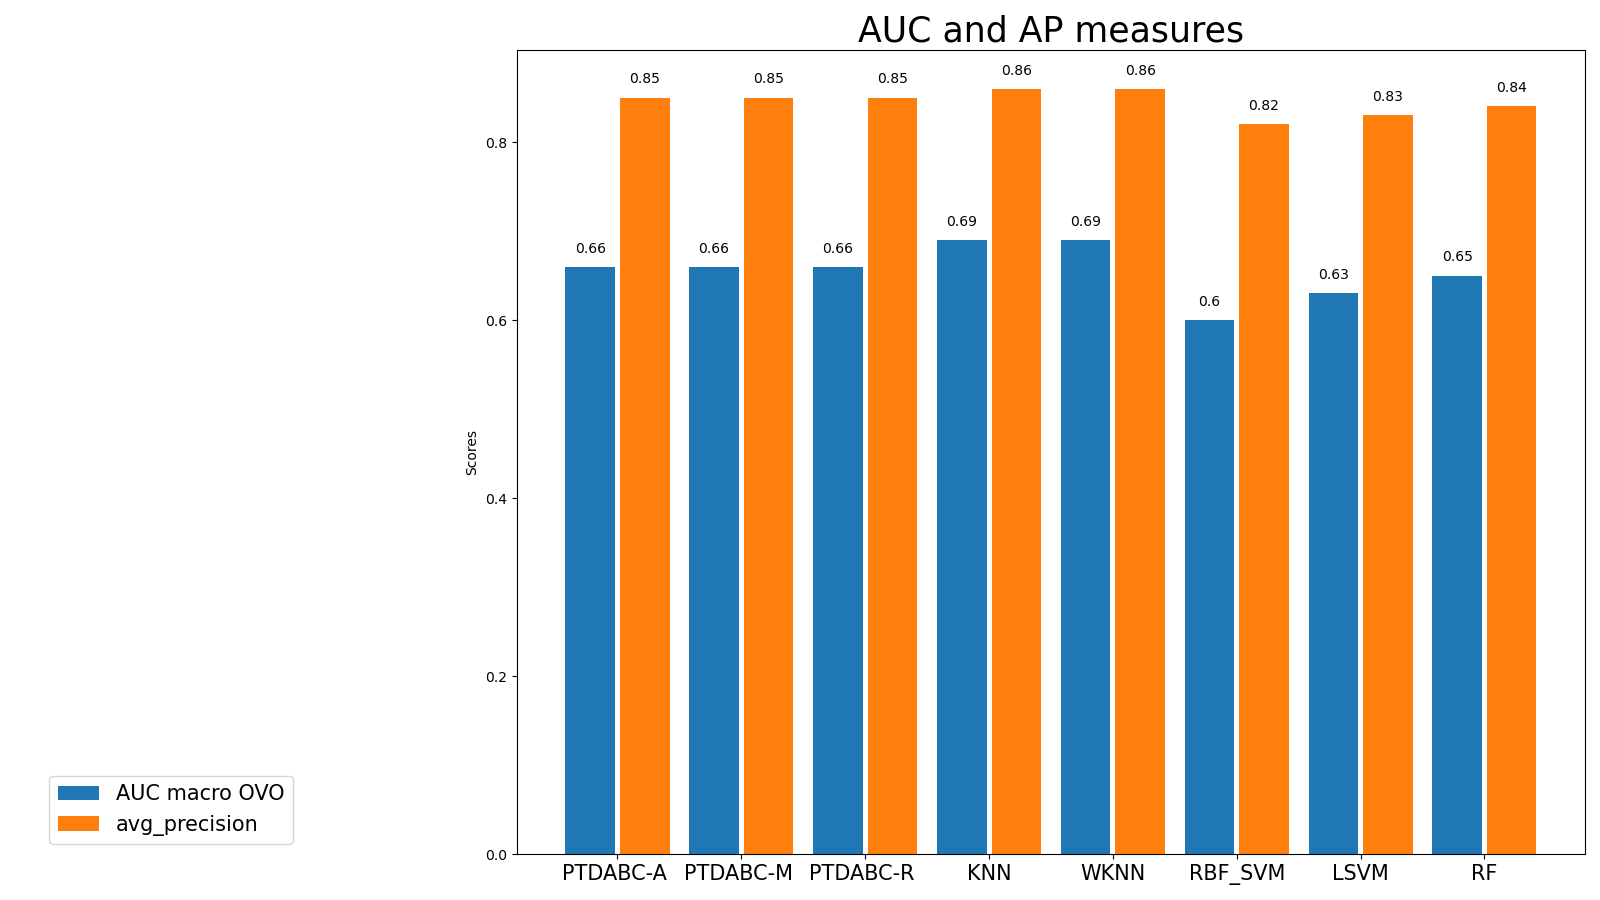 AUC and AP measures
0.85 0.85 0.85 0.86 0.86 0.82 0.83 0.84
0.66 0.66 0.66 0.69 0.69 0.6 0.63 0.65
Scores
0.8
0.6
0.4
0.2
0.0
PTDABC-A PTDABC-M PTDABC-R KNN WKNN RBF_SVM LSVM RF
AUC macro OVO
avg_precision